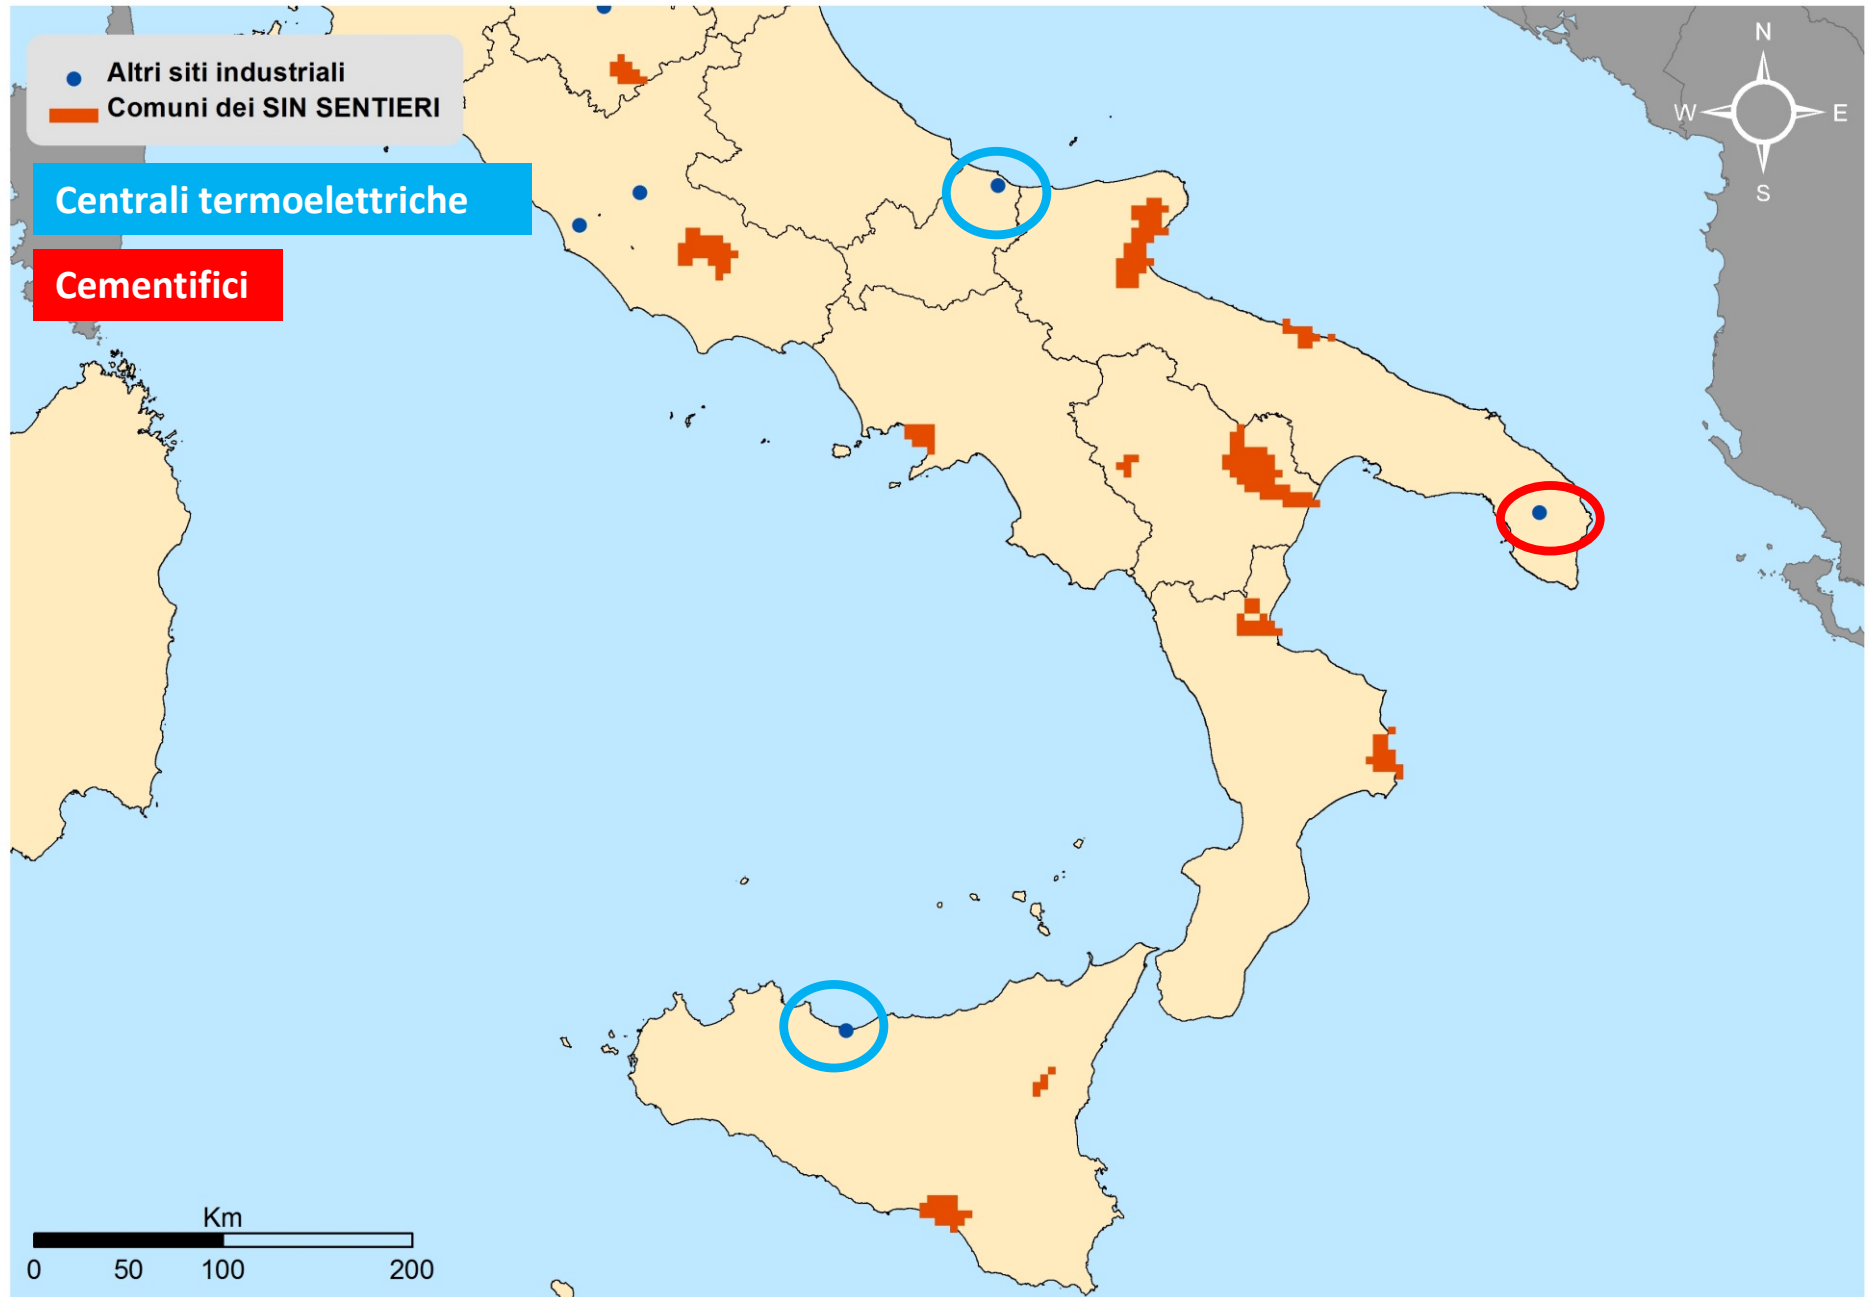 Altri siti industriali
Comuni dei SIN SENTIERI
Centrali termoelettriche
Cementifici
N
W E
S
Km
0 50 100 200